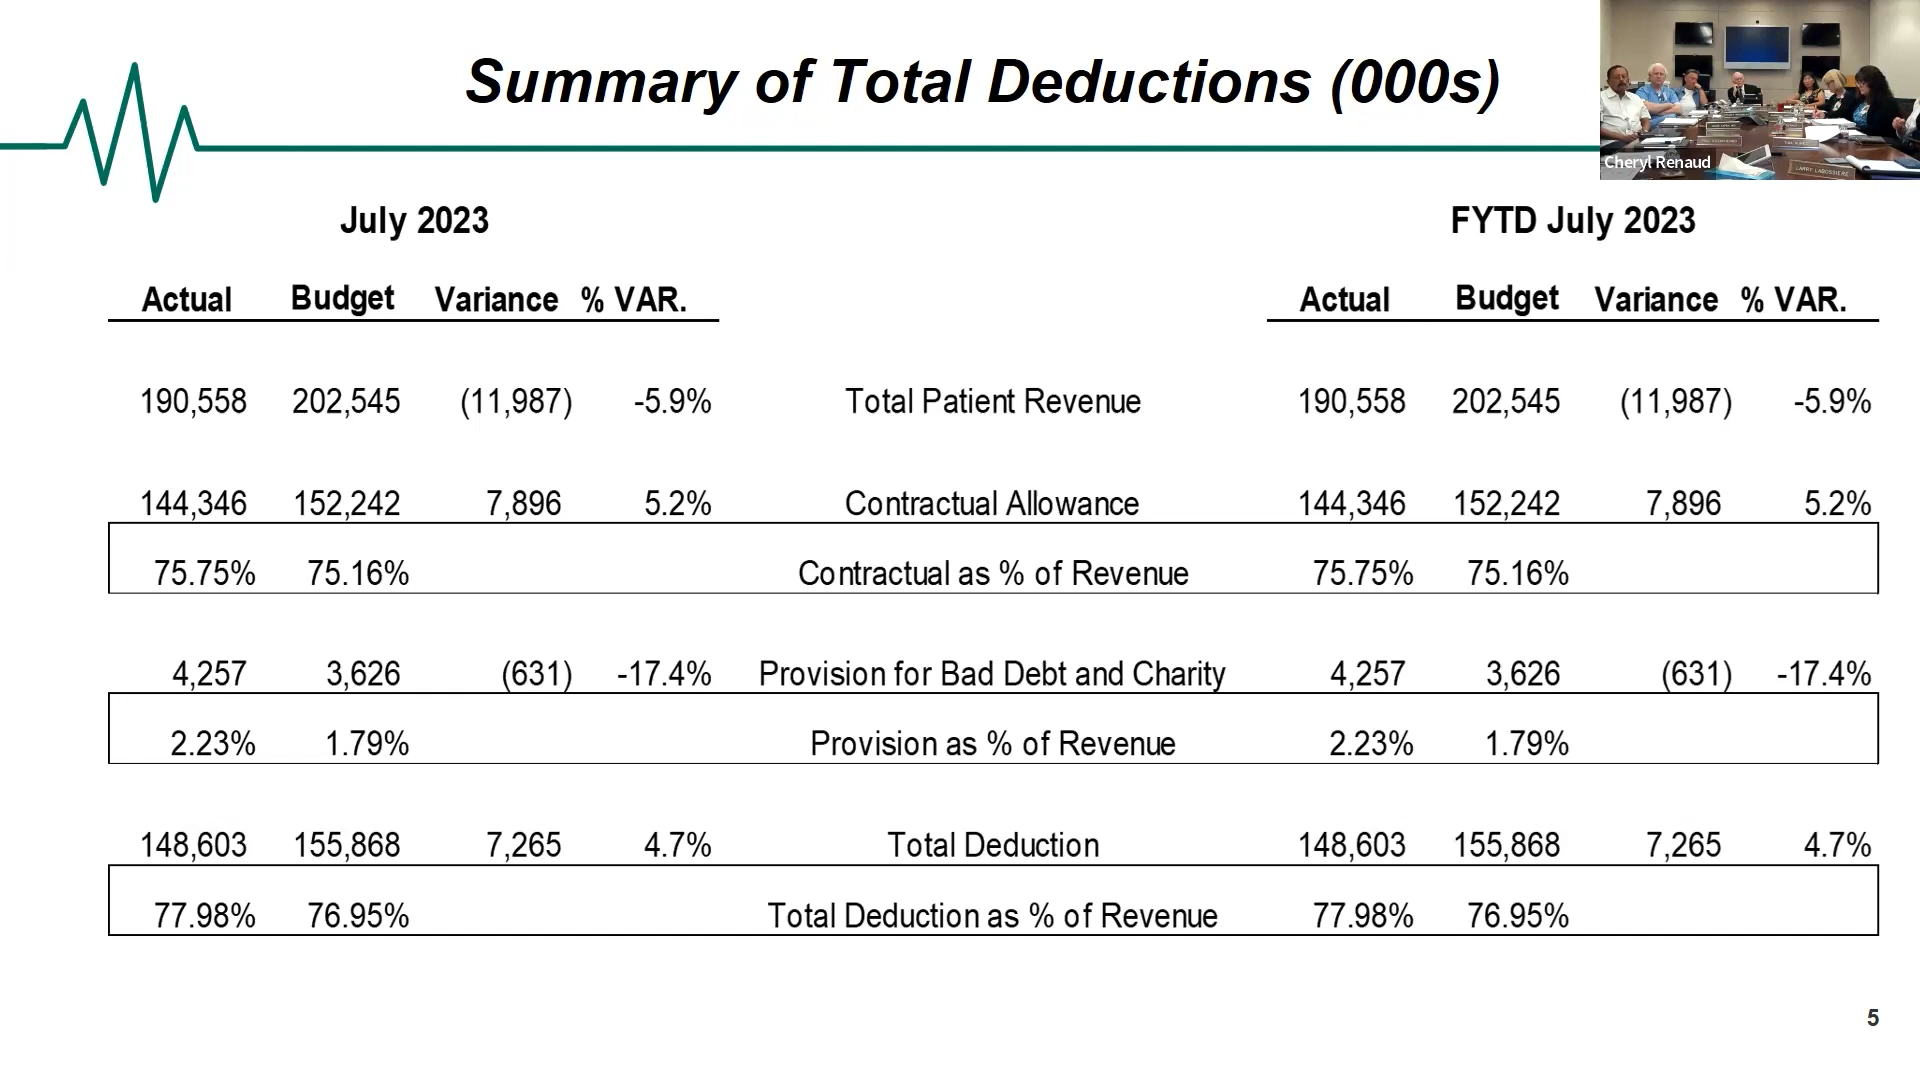 Summary of Total Deductions (000s)
Cheryl Renaud
LARRY LABOSSIERE
July 2023 FYTD July 2023
Actual Budget Variance % VAR. Actual Budget Variance % VAR.
190,558 202,545 (11,987) -5.9% Total Patient Revenue 190,558 202,545 (11,987) -5.9%
144,346 152,242 7,896 5.2% Contractual Allowance 144,346 152,242 7,896 5.2%
75.75% 75.16% Contractual as % of Revenue 75.75% 75.16%
4,257 3,626 (631) -17.4% Provision for Bad Debt and Charity 4,257 3,626 (631) -17.4%
2.23% 1.79% Provision as % of Revenue 2.23% 1.79%
148,603 155,868 7,265 4.7% Total Deduction 148,603 155,868 7,265 4.7%
77.98% 76.95% Total Deduction as % of Revenue 77.98% 76.95%
5